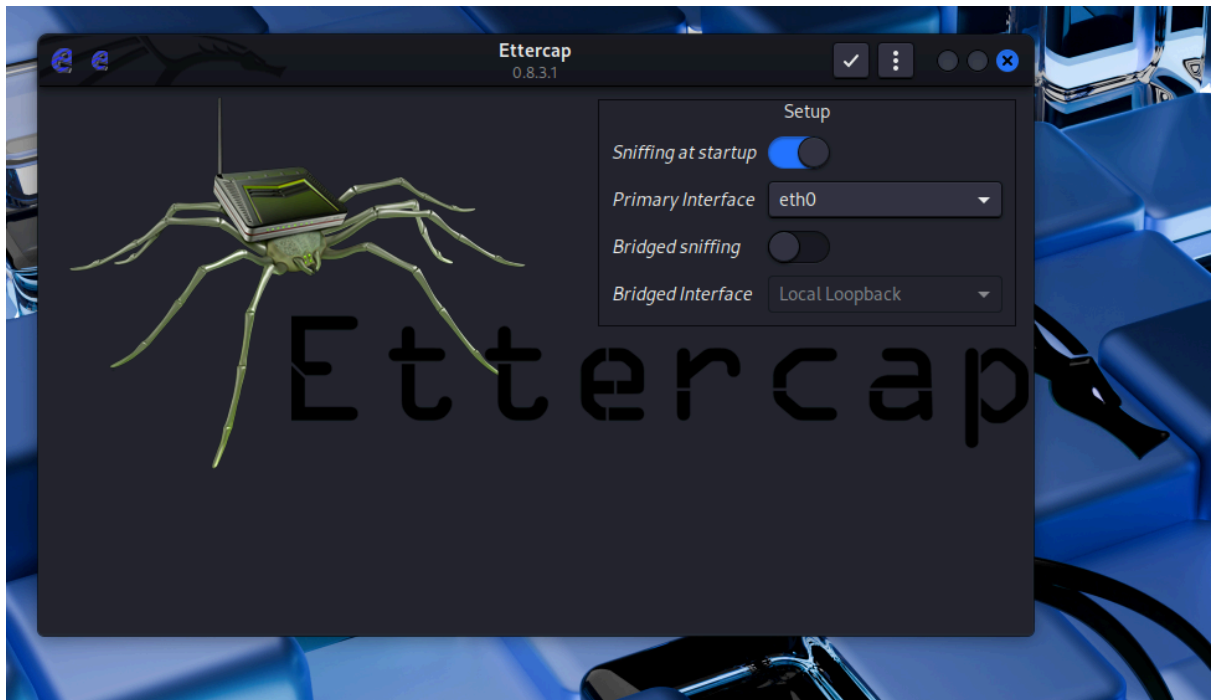 Ettercap
0.8.3.1
Setup
Sniffing at startup
Primary Interface eth0
Bridged sniffing
Bridged Interface Local Loopback
Ettercap